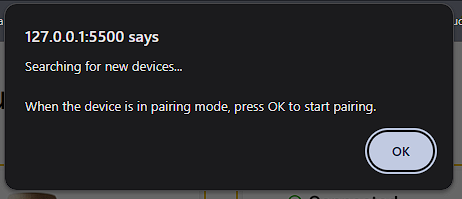 127.0.0.1:5500 says
Searching for new devices...
When the device is in pairing mode, press OK to start pairing.
OK